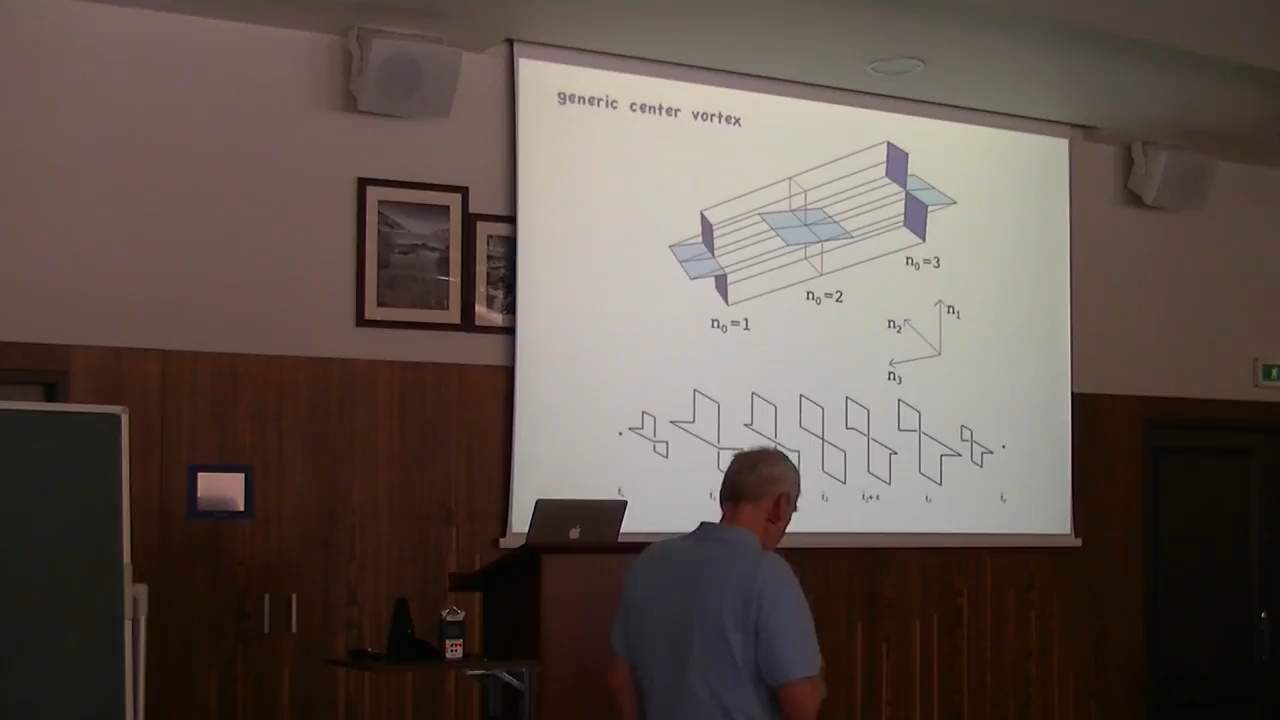 generic center vortex
n₀=3
n₀=2
n₁
n₀=1
n₂
n₃